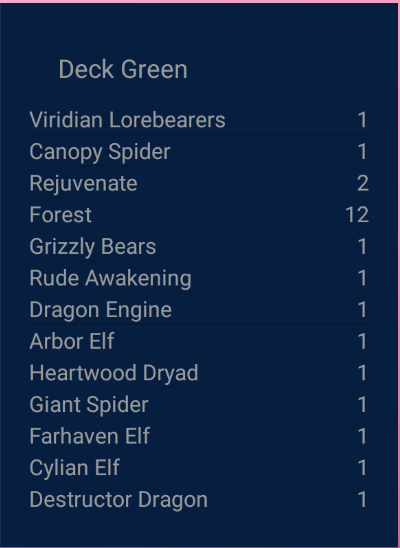 Deck Green
Viridian Lorebearers 1
Canopy Spider 1
Rejuvenate 2
Forest 12
Grizzly Bears 1
Rude Awakening 1
Dragon Engine 1
Arbor Elf 1
Heartwood Dryad 1
Giant Spider 1
Farhaven Elf 1
Cylian Elf 1
Destructor Dragon 1